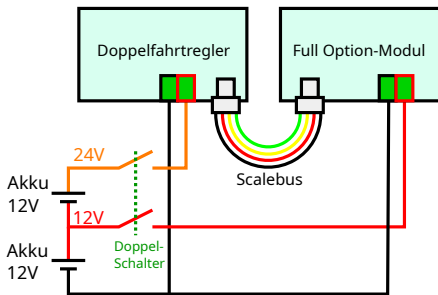 Doppelfahrtregler
Full Option-Modul
24V
Scalebus
Akku
12V
12V
Doppel-
Schalter
Akku
12V